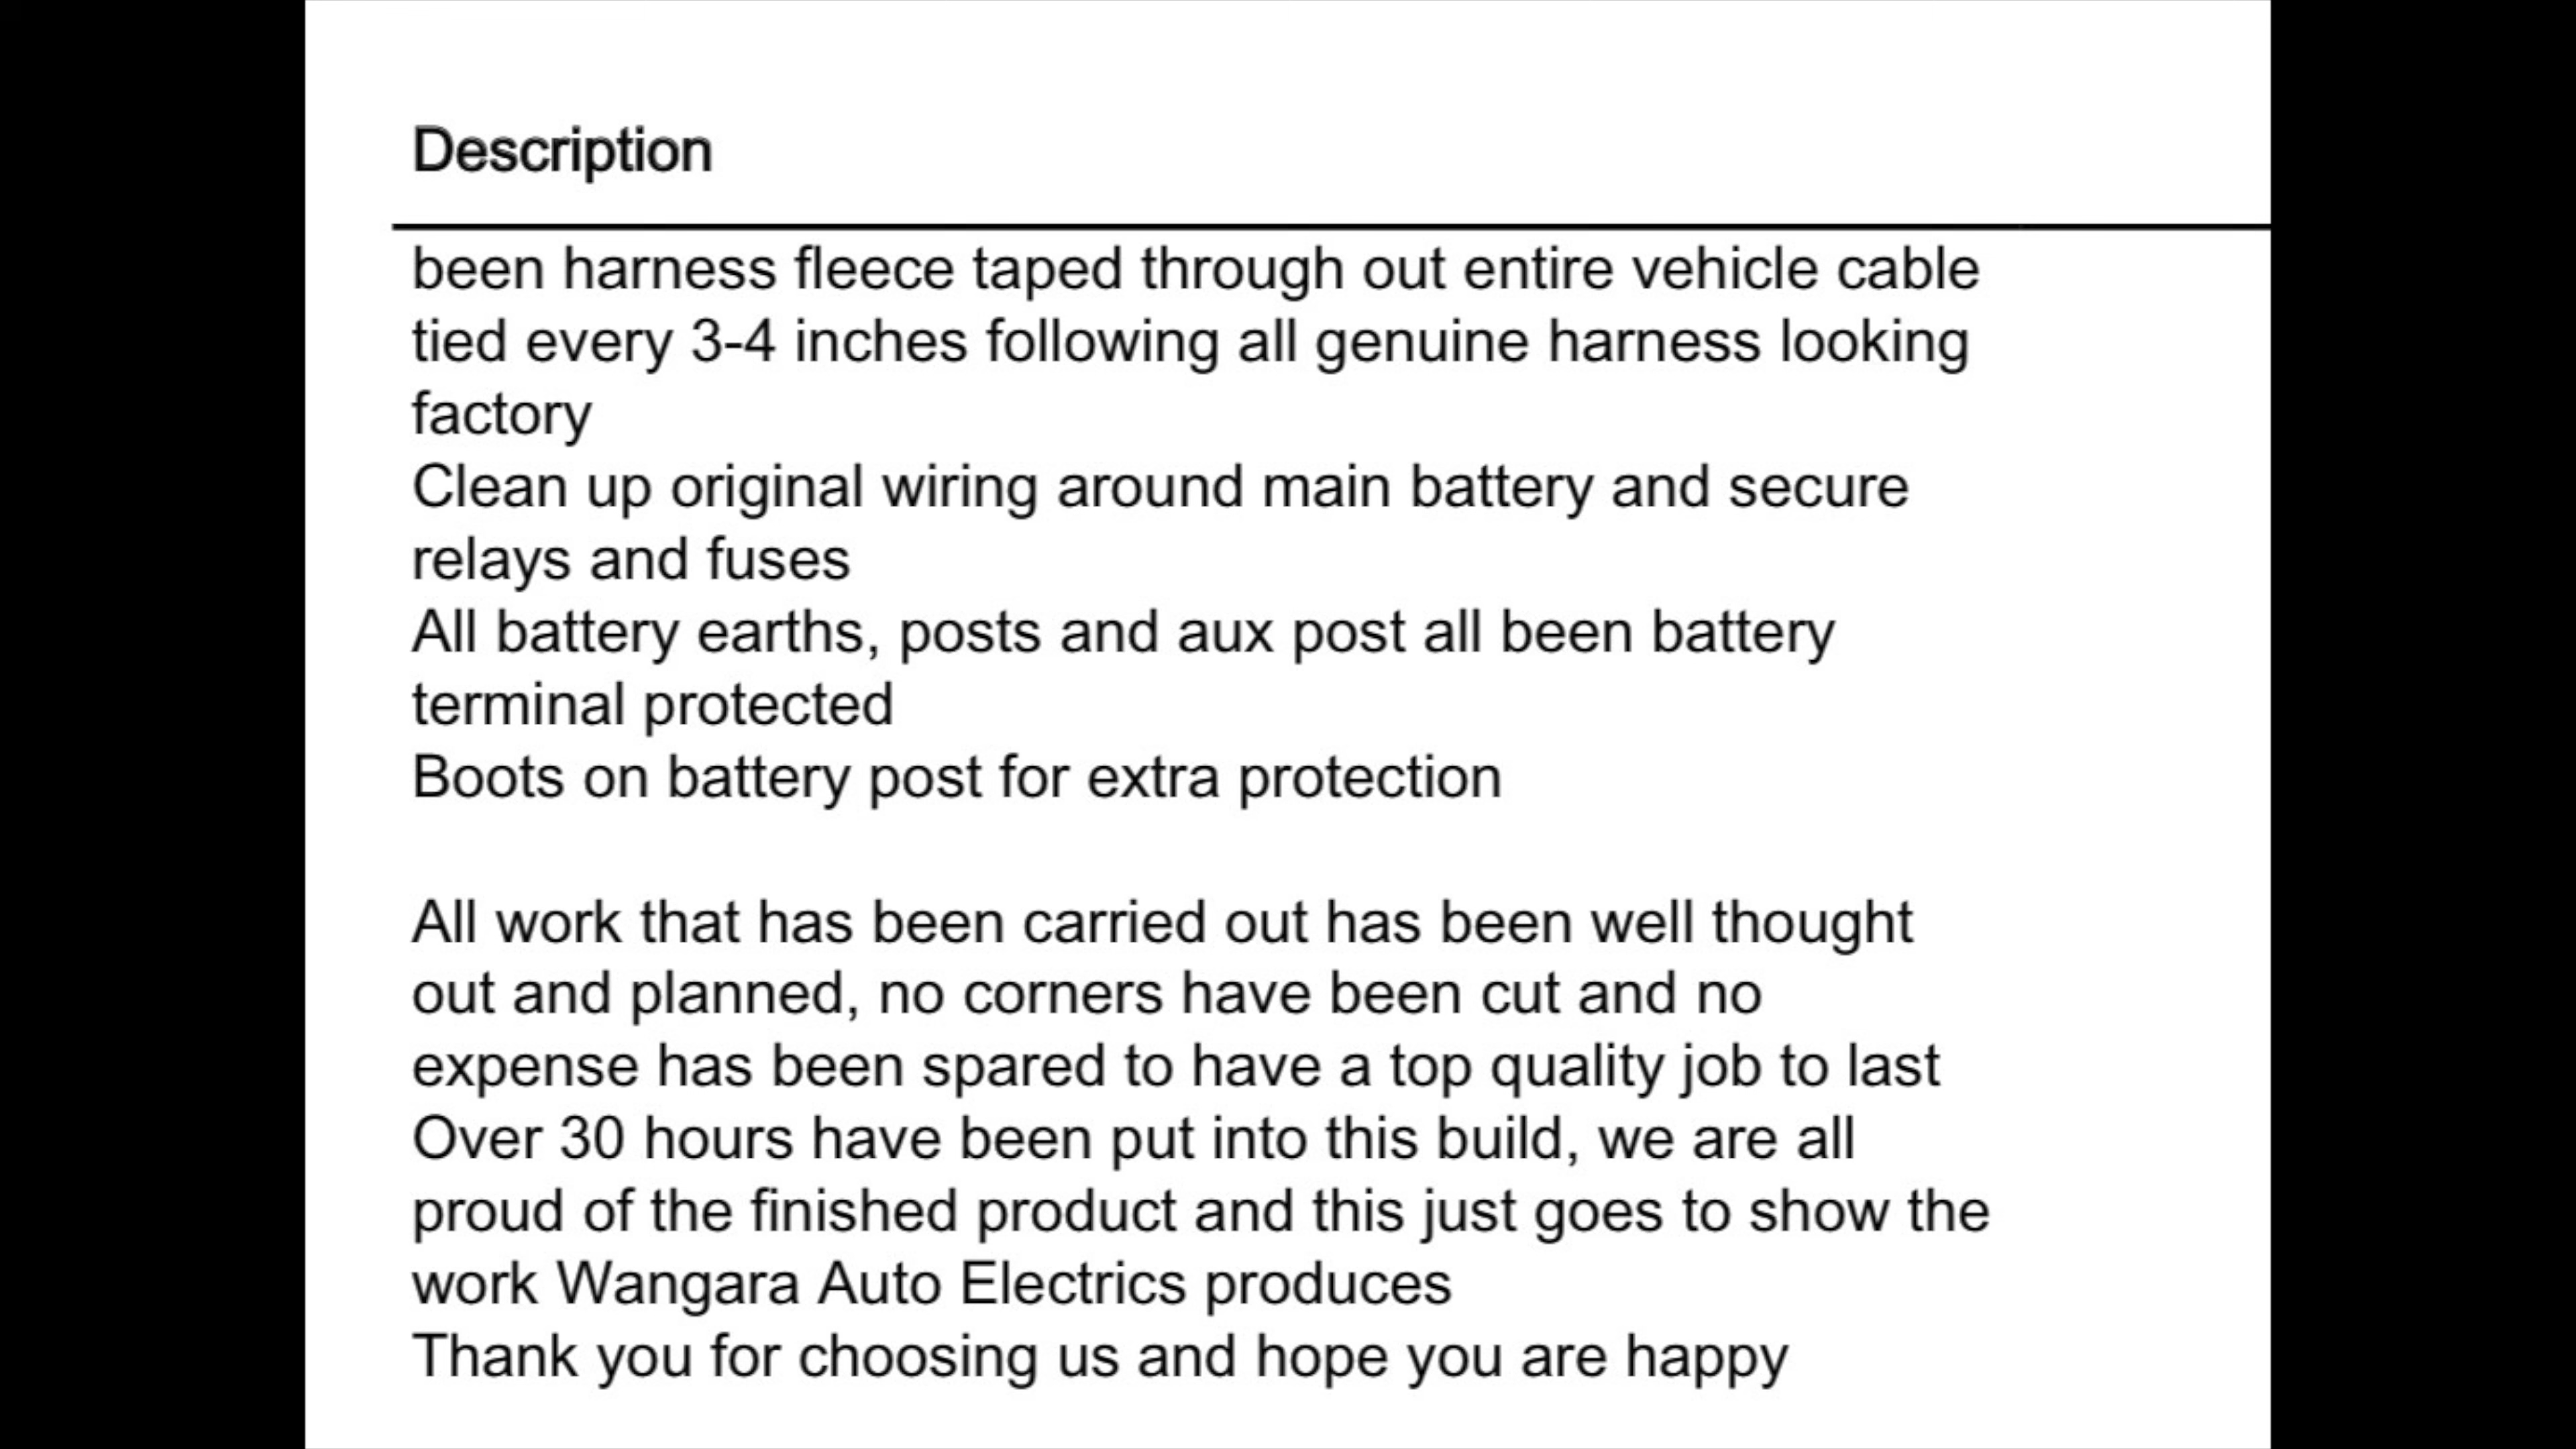 Description
been harness fleece taped through out entire vehicle cable
tied every 3-4 inches following all genuine harness looking
factory
Clean up original wiring around main battery and secure
relays and fuses
All battery earths, posts and aux post all been battery
terminal protected
Boots on battery post for extra protection
All work that has been carried out has been well thought
out and planned, no corners have been cut and no
expense has been spared to have a top quality job to last
Over 30 hours have been put into this build, we are all
proud of the finished product and this just goes to show the
work Wangara Auto Electrics produces
Thank you for choosing us and hope you are happy